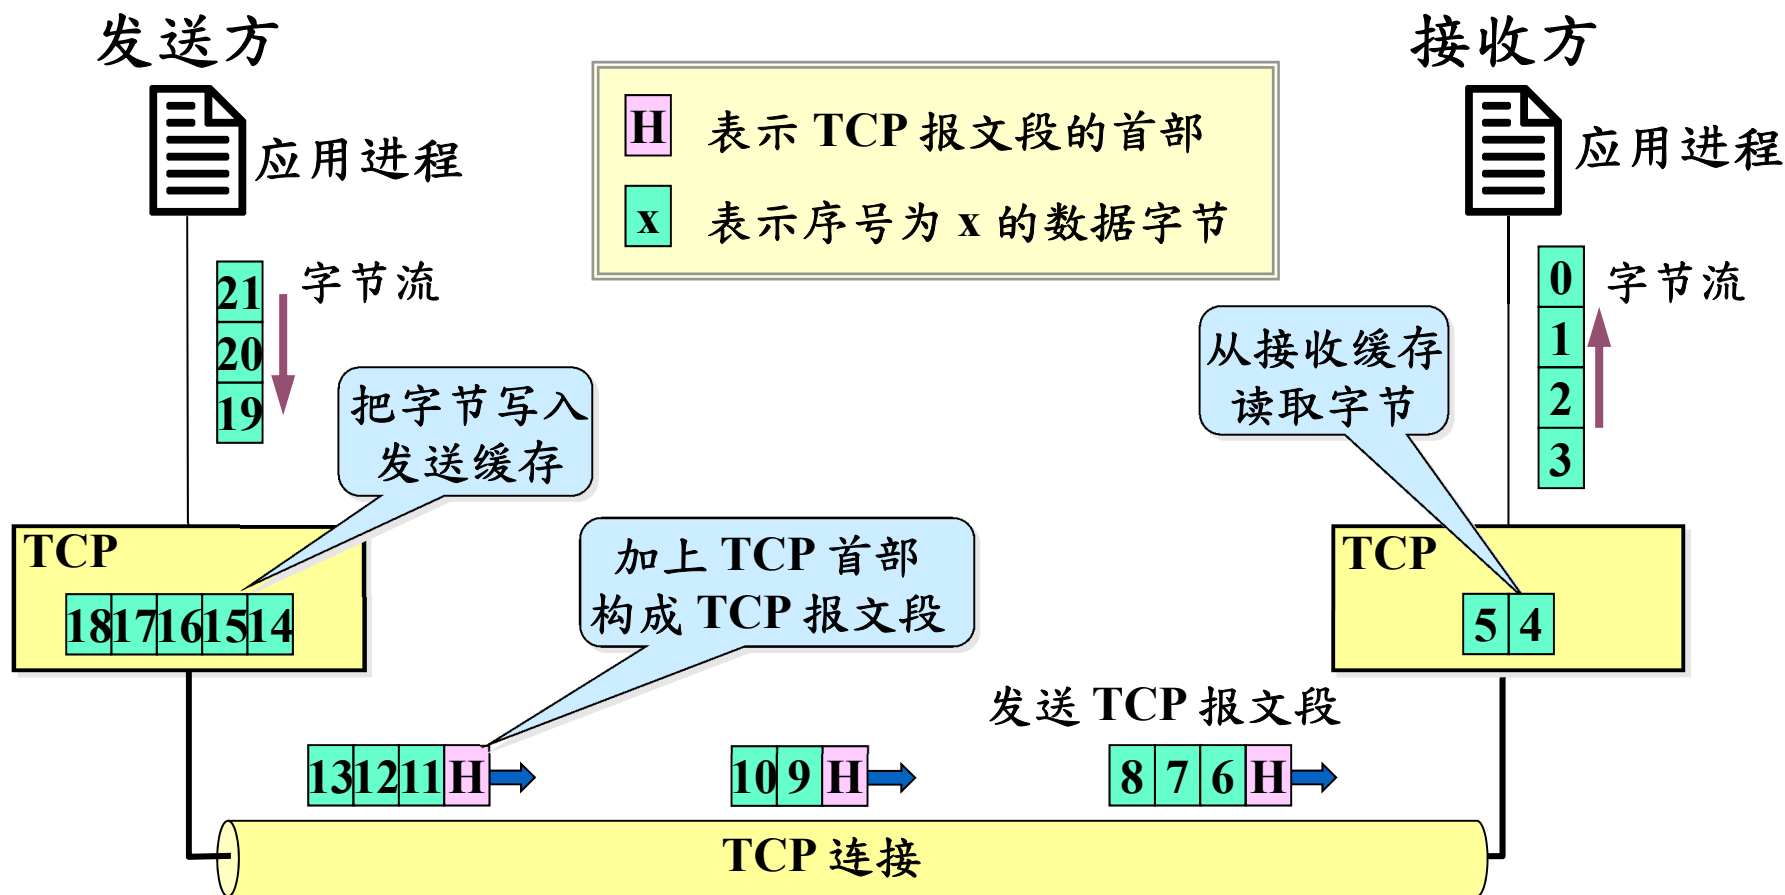 发送方
接收方
应用进程
应用进程
H 表示 TCP 报文段的首部
x 表示序号为 x 的数据字节
21
20
19
字节流
0
1
2
3
字节流
把字节写入
发送缓存
从接收缓存
读取字节
TCP
18 17 16 15 14
加上 TCP 首部
构成 TCP 报文段
TCP
5 4
发送 TCP 报文段
13 12 11 H
10 9 H
8 7 6 H
TCP 连接